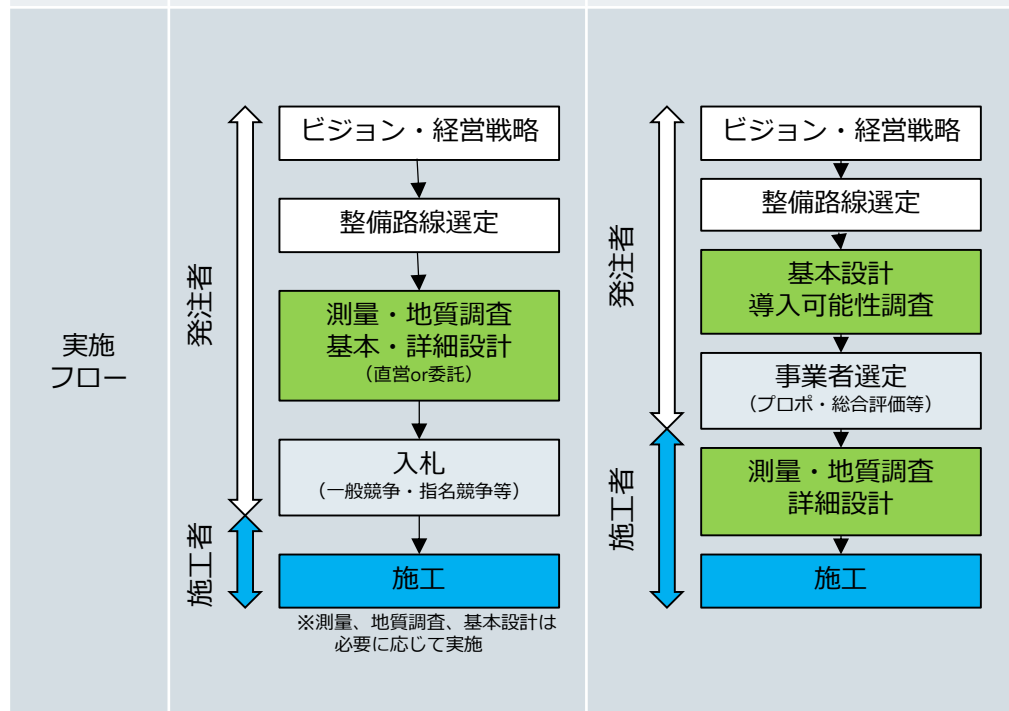 実施
フロー
発注者
施工者
ビジョン・経営戦略
整備路線選定
測量・地質調査
基本・詳細設計
（直営or委託）
入札
（一般競争・指名競争等）
施工
※測量、地質調査、基本設計は
必要に応じて実施
発注者
施工者
ビジョン・経営戦略
整備路線選定
基本設計
導入可能性調査
事業者選定
（プロポ・総合評価等）
測量・地質調査
詳細設計
施工